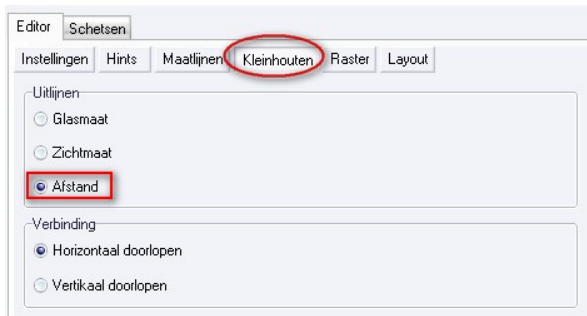 Editor Schetsen
Instellingen Hints Maatlijnen Kleinhouten Raster Layout
Uitlijnen
Glasmaat
Zichtmaat
Afstand
Verbinding
Horizontaal doorlopen
Vertikaal doorlopen